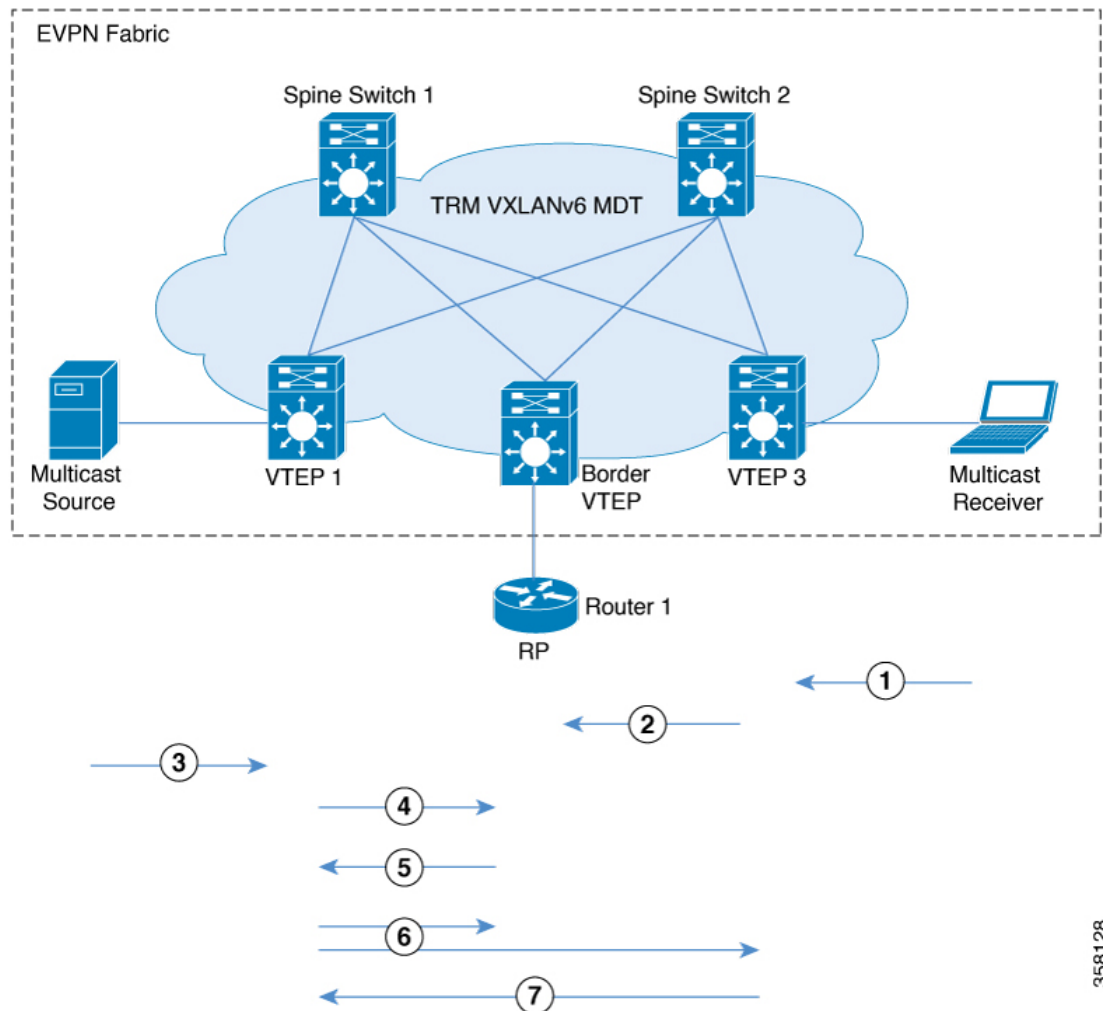 EVPN Fabric
Spine Switch 1
Spine Switch 2
TRM VXLANv6 MDT
Multicast
Source
VTEP 1
Border
VTEP
VTEP 3
Multicast
Receiver
Router 1
RP
1
2
3
4
5
6
7
358128